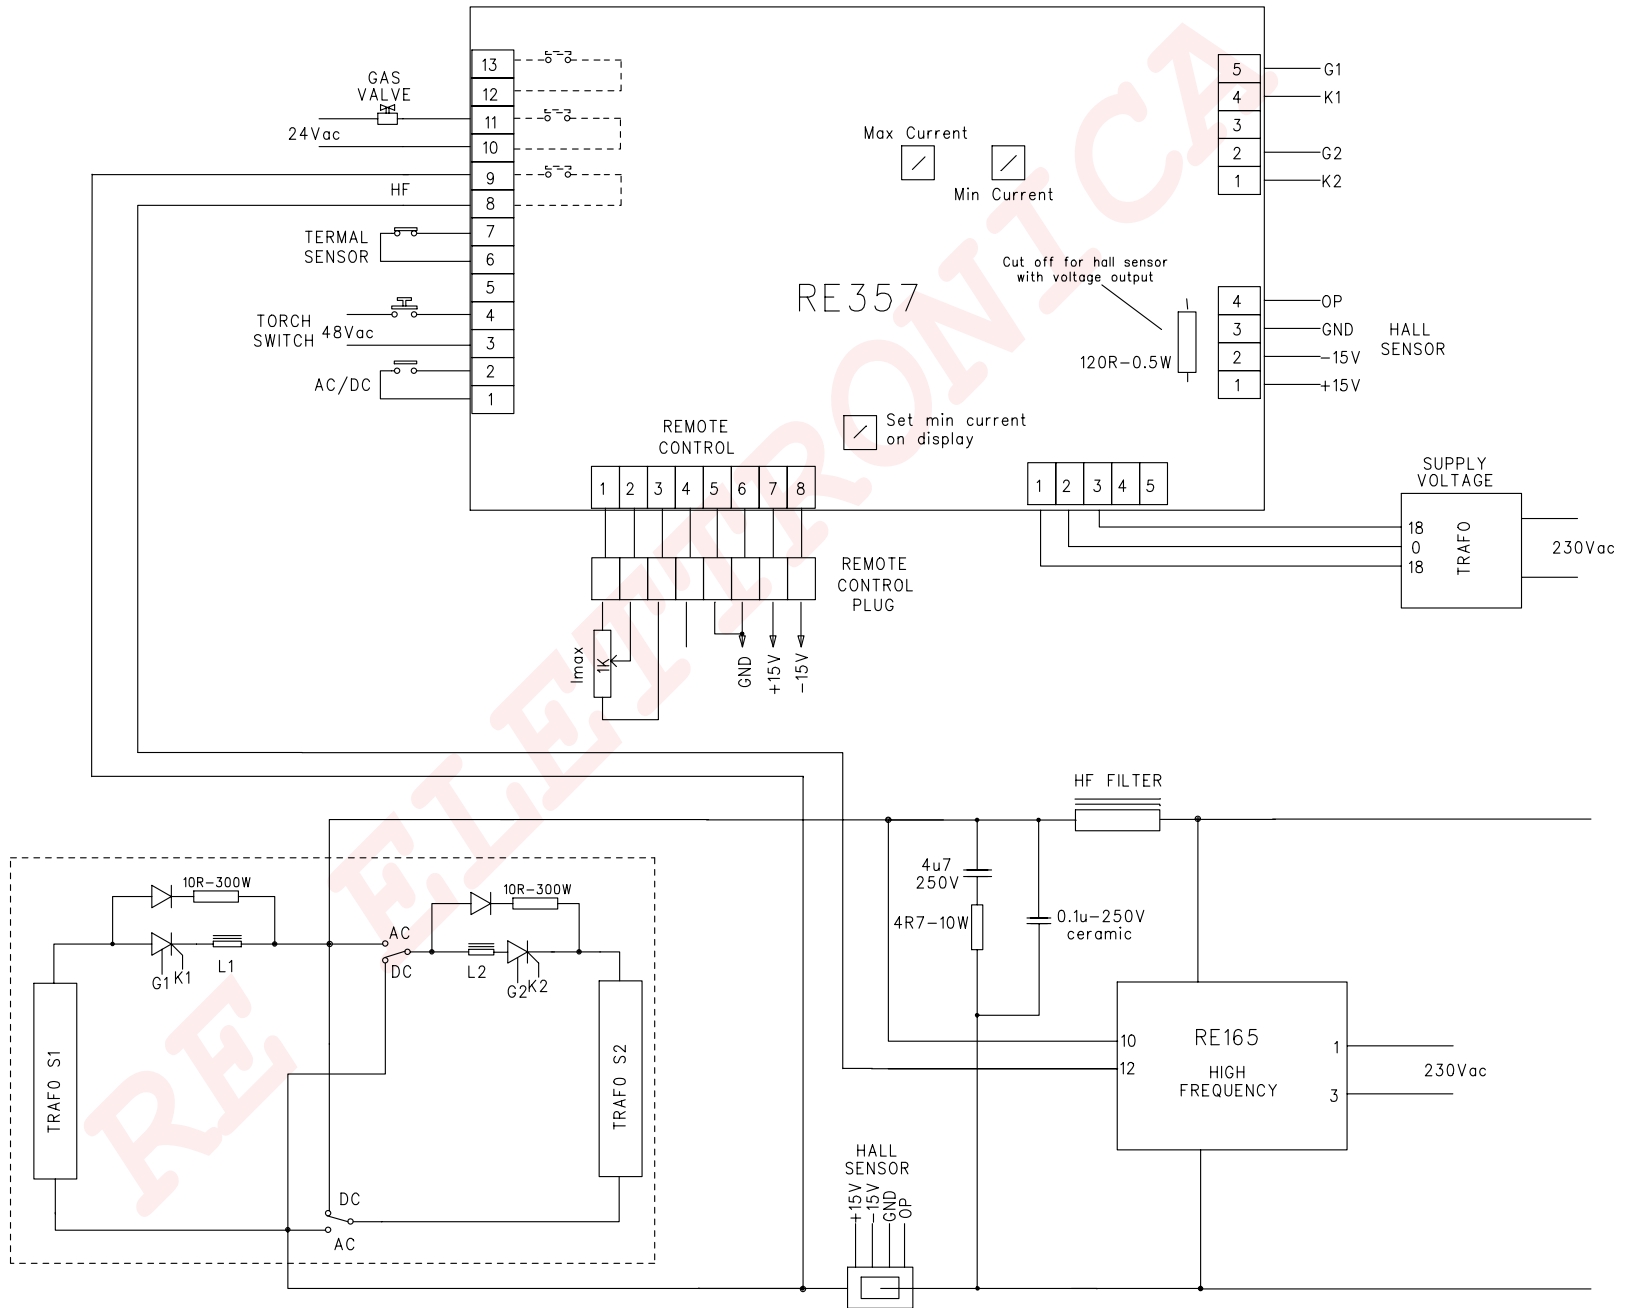 13
12
11
10
9
8
7
6
5
4
3
2
1
GAS
VALVE
24Vac
HF
TERMAL
SENSOR
TORCH
SWITCH
48Vac
AC/DC
Max Current
Min Current
RE357
Cut off for hall sensor
with voltage output
120R-0.5W
Set min current
on display
5
4
3
2
1
G1
K1
G2
K2
4
3
2
1
OP
GND
-15V
+15V
HALL
SENSOR
REMOTE
CONTROL
1 2 3 4 5 6 7 8
REMOTE
CONTROL
PLUG
Imax
1K
GND
+15V
-15V
1 2 3 4 5
SUPPLY
VOLTAGE
18
0
18
TRAFO
230Vac
HF FILTER
4u7
250V
4R7-10W
0.1u-250V
ceramic
10R-300W
G1
K1
L1
AC
DC
10R-300W
L2
G2
K2
TRAFO S1
TRAFO S2
DC
AC
10
12
RE165
HIGH
FREQUENCY
1
3
230Vac
HALL
SENSOR
+15V
-15V
GND
OP
RE ELETTRONICA